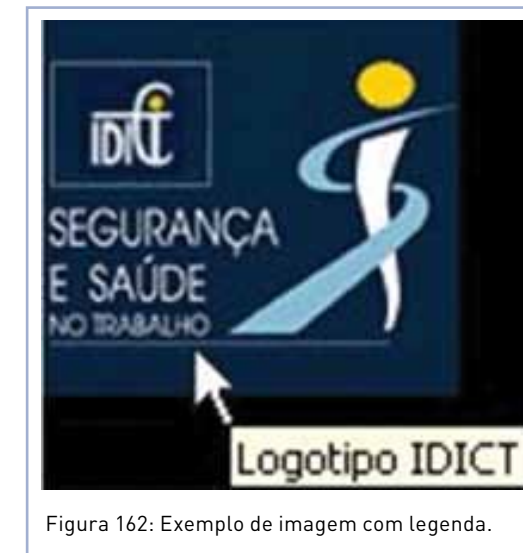 IDICT
SEGURANÇA
E SAÚDE
NO TRABALHO
Logotipo IDICT
Figura 162: Exemplo de imagem com legenda.